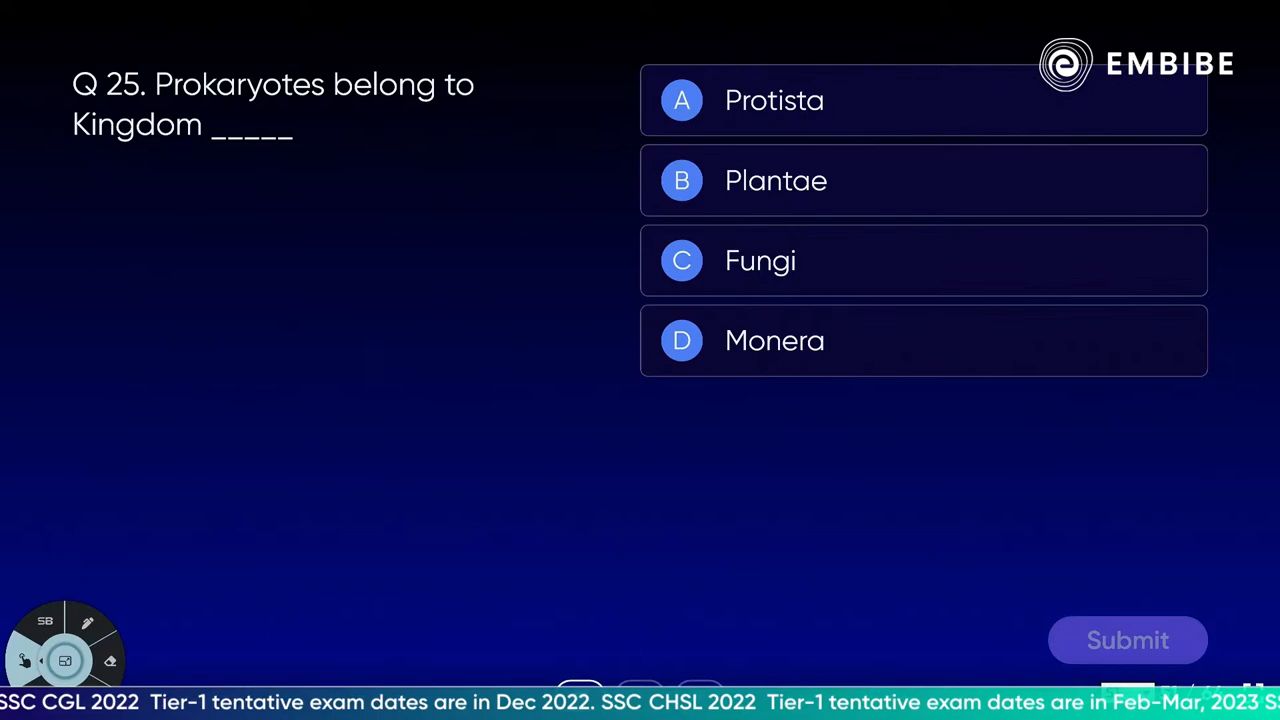 EMBIBE
Q 25. Prokaryotes belong to
Kingdom _____
A Protista
B Plantae
C Fungi
D Monera
SB
Submit
SSC CGL 2022 Tier-1 tentative exam dates are in Dec 2022. SSC CHSL 2022 Tier-1 tentative exam dates are in Feb-Mar, 2023 S